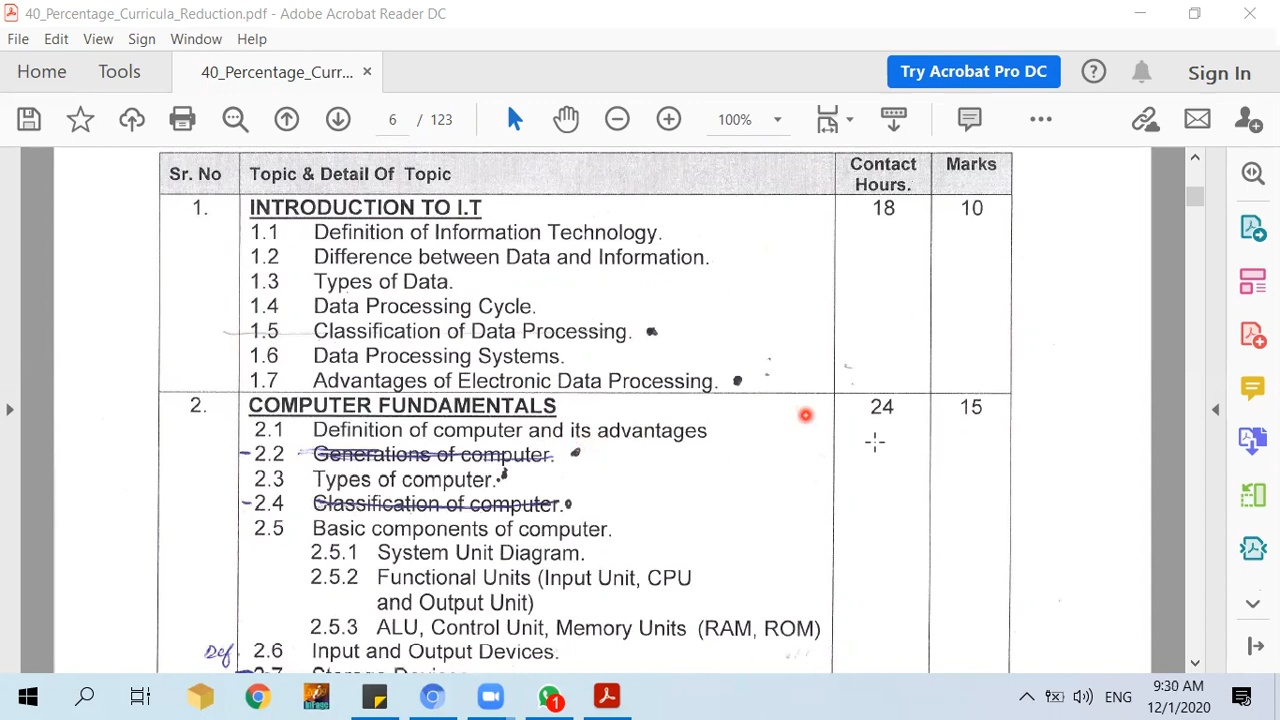 40_Percentage_Curricula_Reduction.pdf - Adobe Acrobat Reader DC
File Edit View Sign Window Help
Home Tools 40_Percentage_Curr... × Try Acrobat Pro DC Sign In
6 / 123 100%
Sr. No Topic & Detail Of Topic Contact Hours. Marks
1. INTRODUCTION TO I.T 18 10
1.1 Definition of Information Technology.
1.2 Difference between Data and Information.
1.3 Types of Data.
1.4 Data Processing Cycle.
1.5 Classification of Data Processing.
1.6 Data Processing Systems.
1.7 Advantages of Electronic Data Processing.
2. COMPUTER FUNDAMENTALS 24 15
2.1 Definition of computer and its advantages
2.2 Generations of computer.
2.3 Types of computer.
2.4 Classification of computer.
2.5 Basic components of computer.
2.5.1 System Unit Diagram.
2.5.2 Functional Units (Input Unit, CPU
and Output Unit)
2.5.3 ALU, Control Unit, Memory Units (RAM, ROM)
Def. 2.6 Input and Output Devices.
2.7 Storage Devices
1 ENG 9:30 AM
12/1/2020